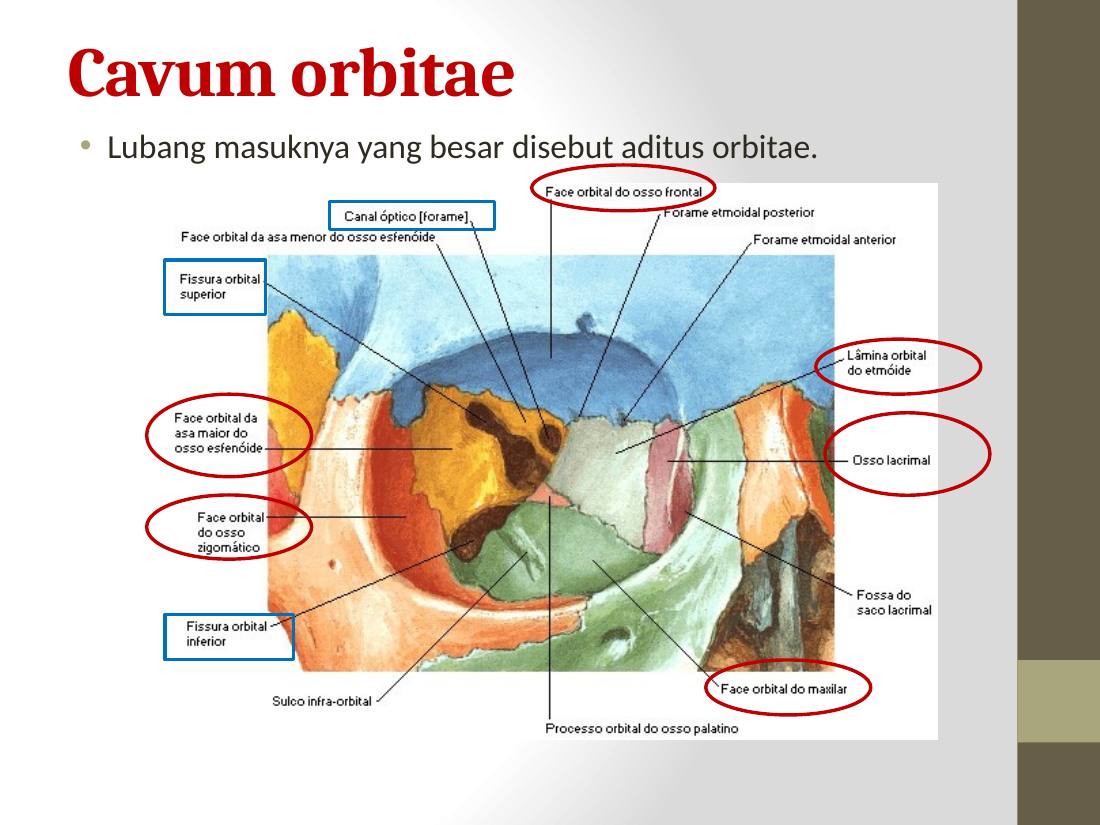 Cavum orbitae
• Lubang masuknya yang besar disebut aditus orbitae.
Face orbital do osso frontal
Canal óptico [forame]
Forame etmoidal posterior
Face orbital da asa menor do osso esfenóide
Forame etmoidal anterior
Fissura orbital
superior
Lâmina orbital
do etmóide
Face orbital da
asa maior do
osso esfenóide
Osso lacrimal
Face orbital
do osso
zigomático
Fossa do
saco lacrimal
Fissura orbital
inferior
Face orbital do maxilar
Sulco infra-orbital
Processo orbital do osso palatino